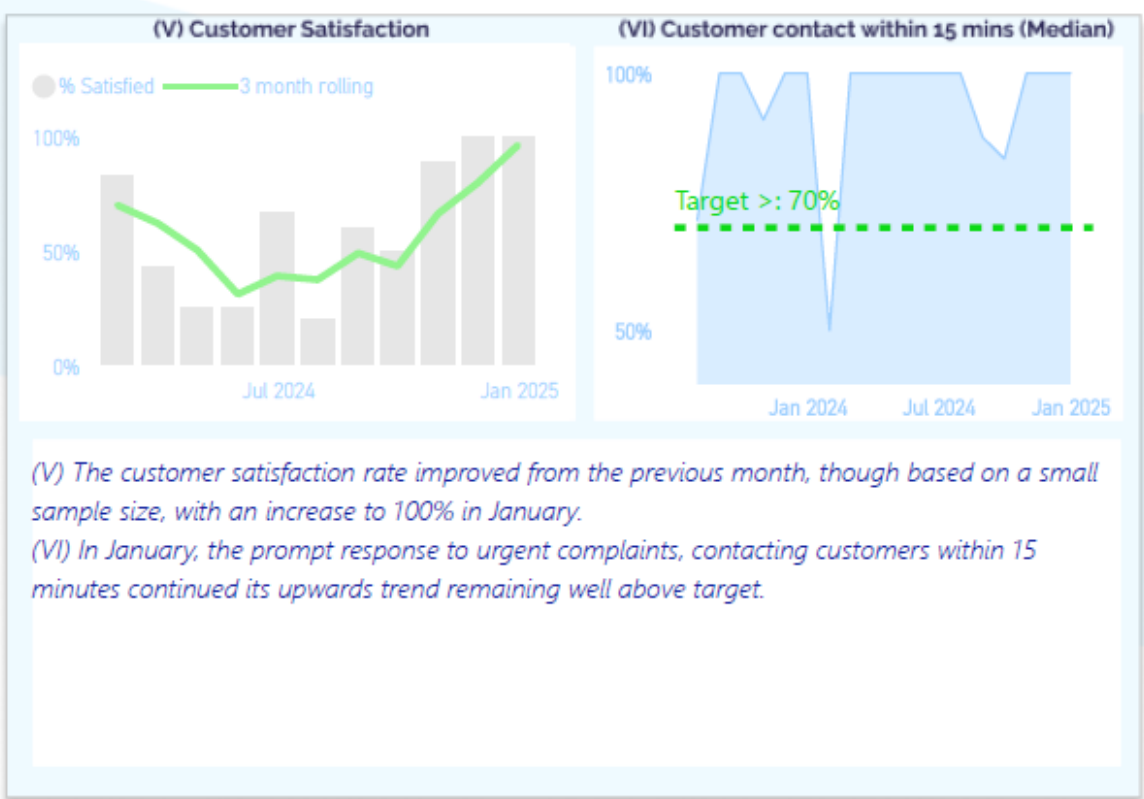 (V) Customer Satisfaction
% Satisfied
3 month rolling
100%
50%
0%
Jul 2024
Jan 2025
(VI) Customer contact within 15 mins (Median)
100%
Target >: 70%
50%
Jan 2024
Jul 2024
Jan 2025
(V) The customer satisfaction rate improved from the previous month, though based on a small
sample size, with an increase to 100% in January.
(VI) In January, the prompt response to urgent complaints, contacting customers within 15
minutes continued its upwards trend remaining well above target.